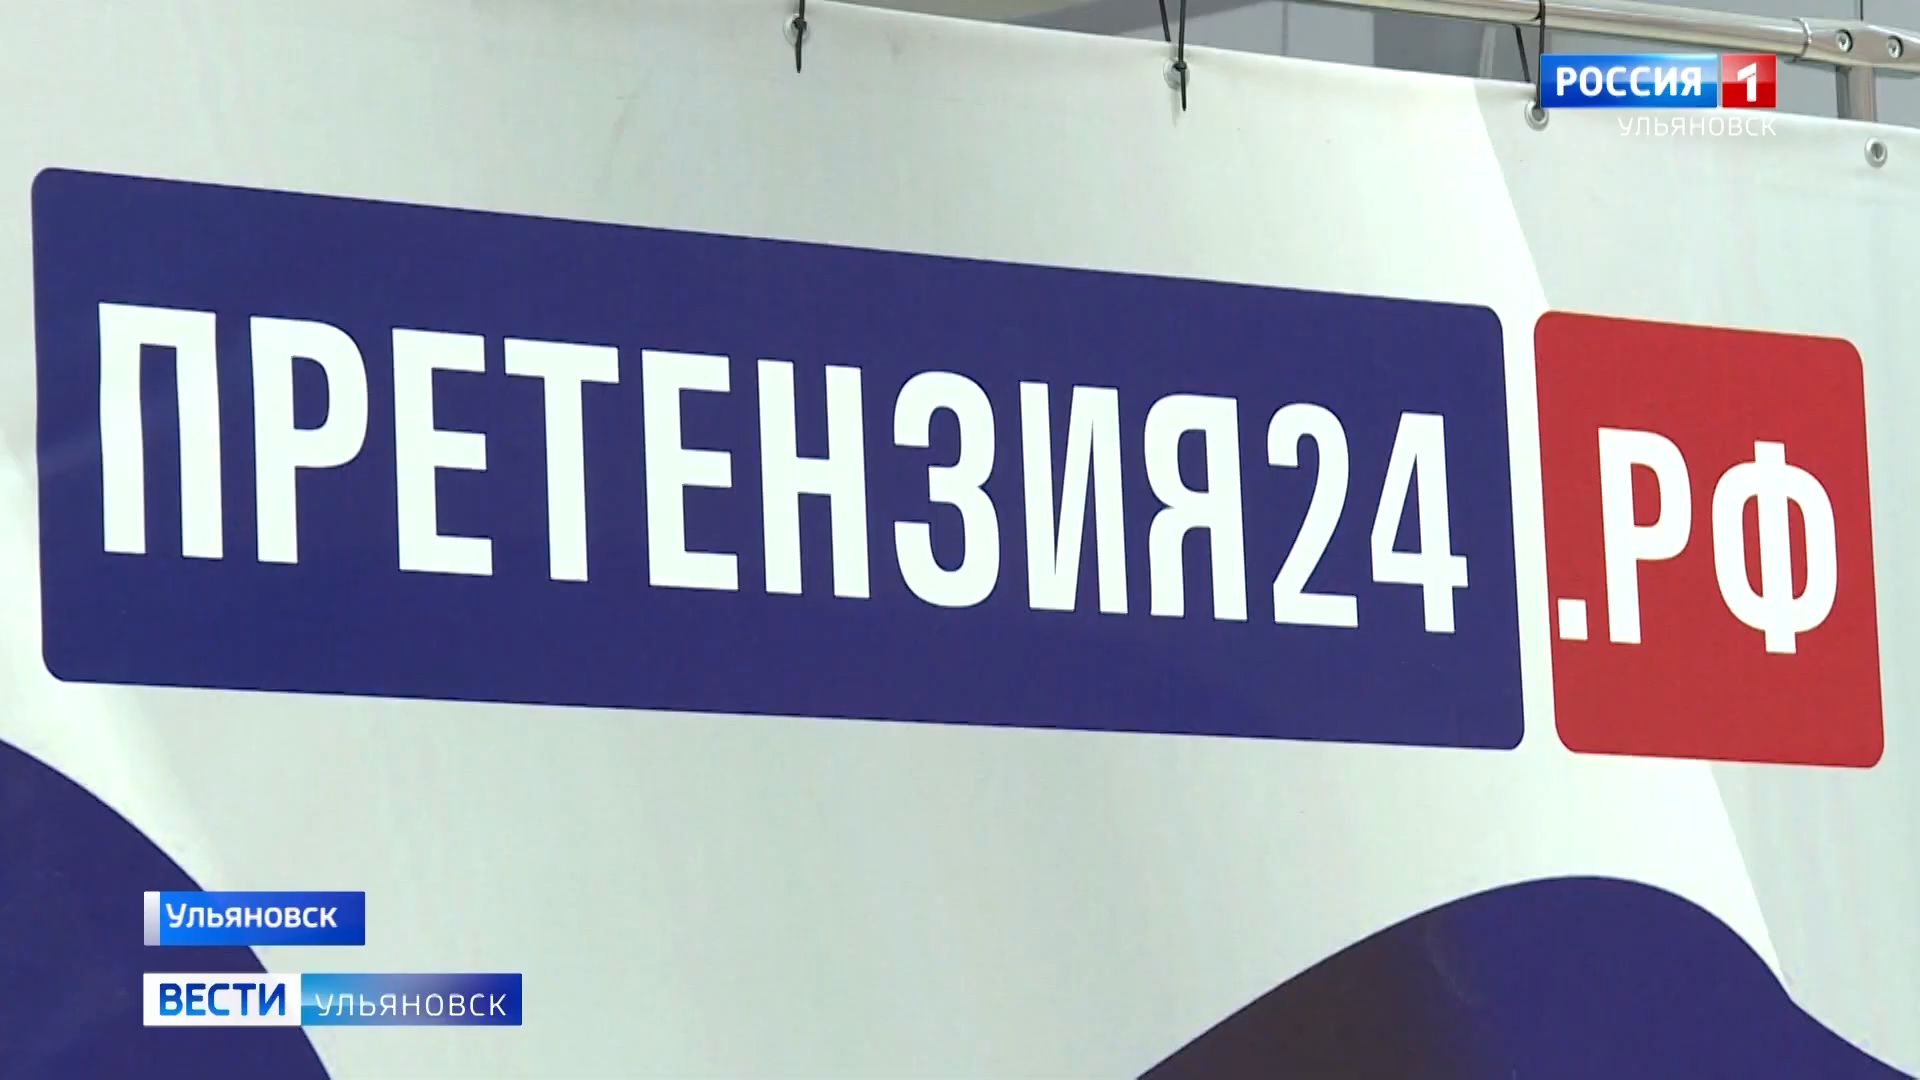 РОССИЯ 1
УЛЬЯНОВСК
ПРЕТЕНЗИЯ24.РФ
Ульяновск
ВЕСТИ УЛЬЯНОВСК